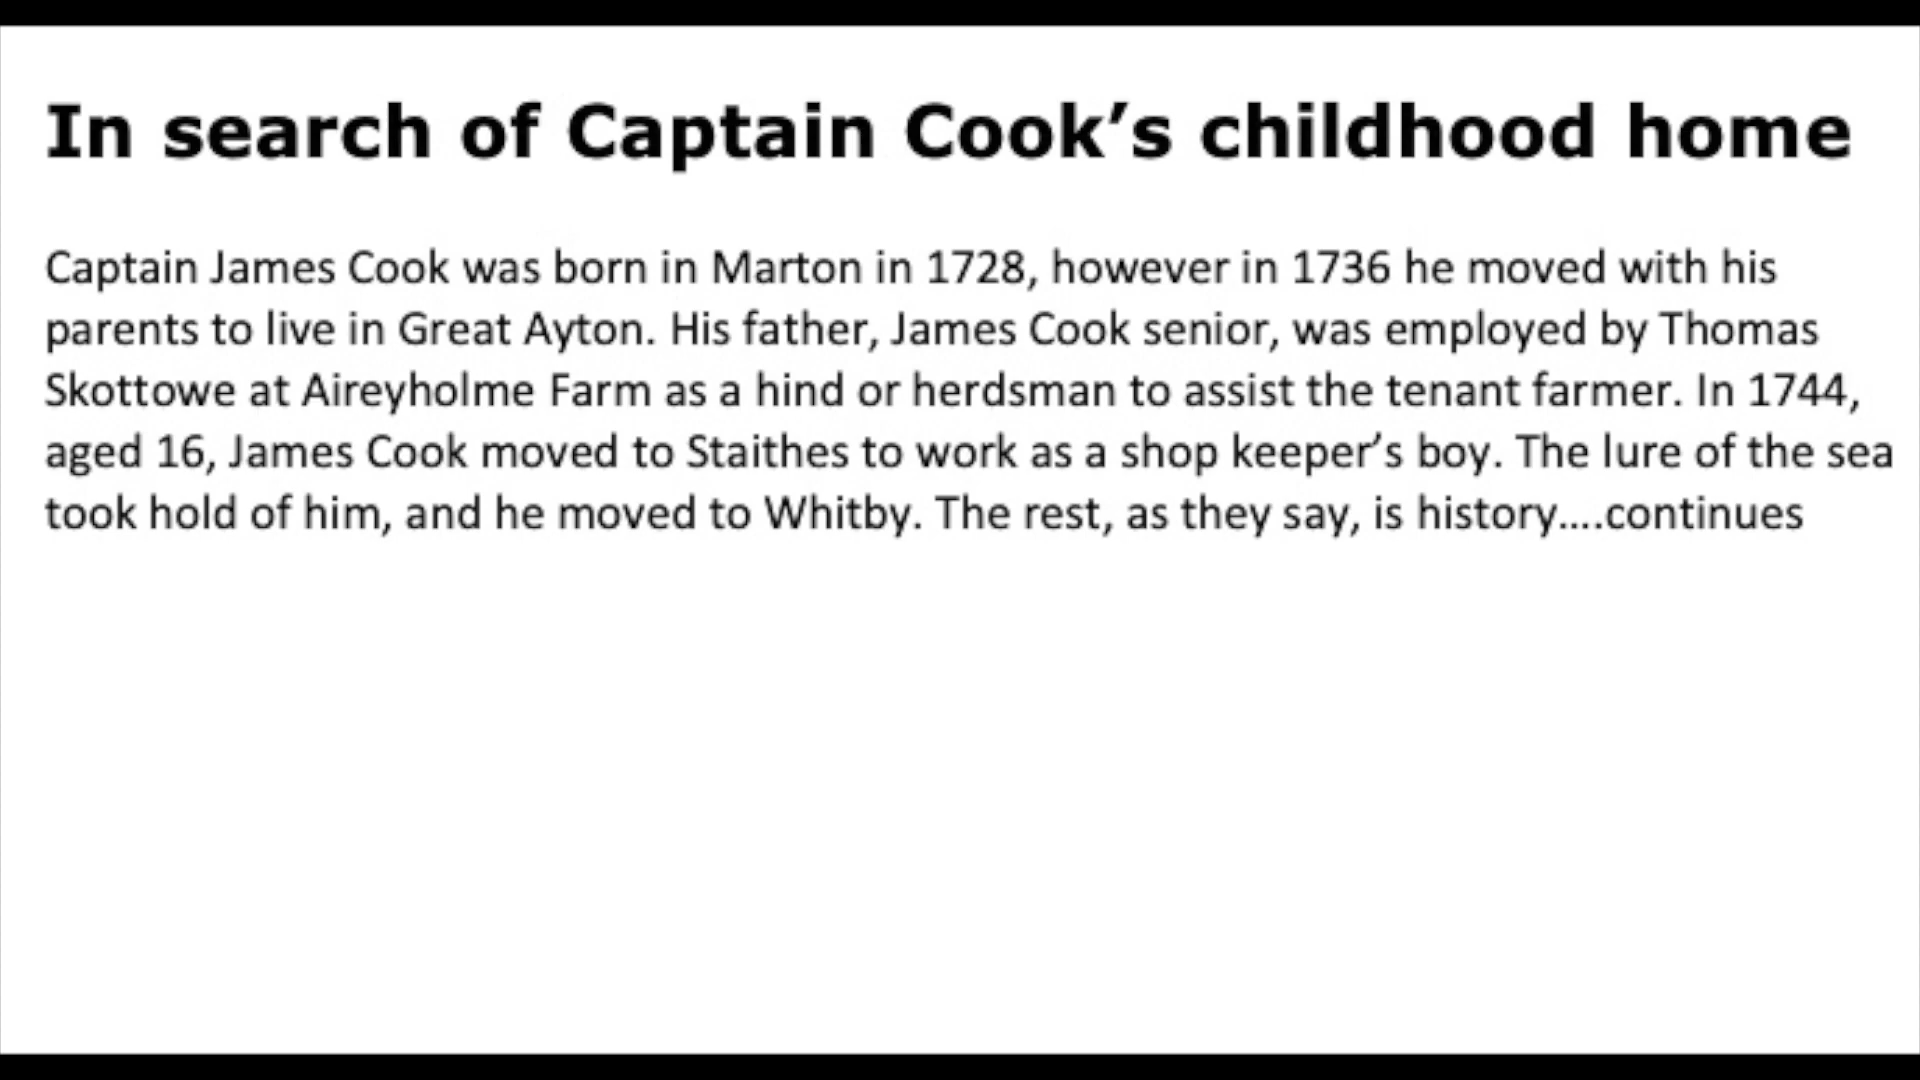 In search of Captain Cook’s childhood home
Captain James Cook was born in Marton in 1728, however in 1736 he moved with his
parents to live in Great Ayton. His father, James Cook senior, was employed by Thomas
Skottowe at Aireyholme Farm as a hind or herdsman to assist the tenant farmer. In 1744,
aged 16, James Cook moved to Staithes to work as a shop keeper’s boy. The lure of the sea
took hold of him, and he moved to Whitby. The rest, as they say, is history....continues